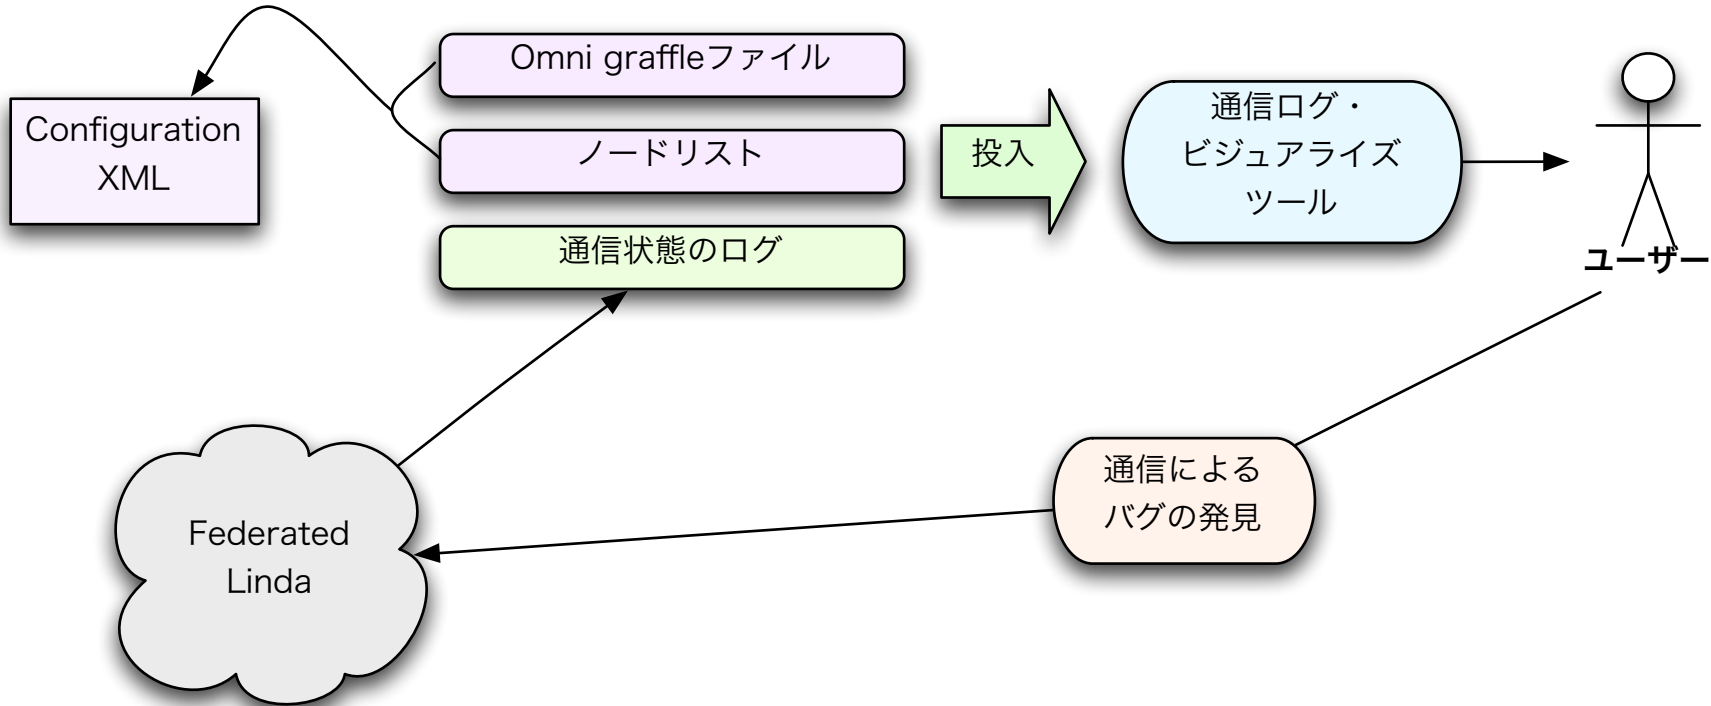 Omni graffleファイル
Configuration
XML
ノードリスト
通信状態のログ
投入
通信ログ・
ビジュアライズ
ツール
ユーザー
通信による
バグの発見
Federated
Linda